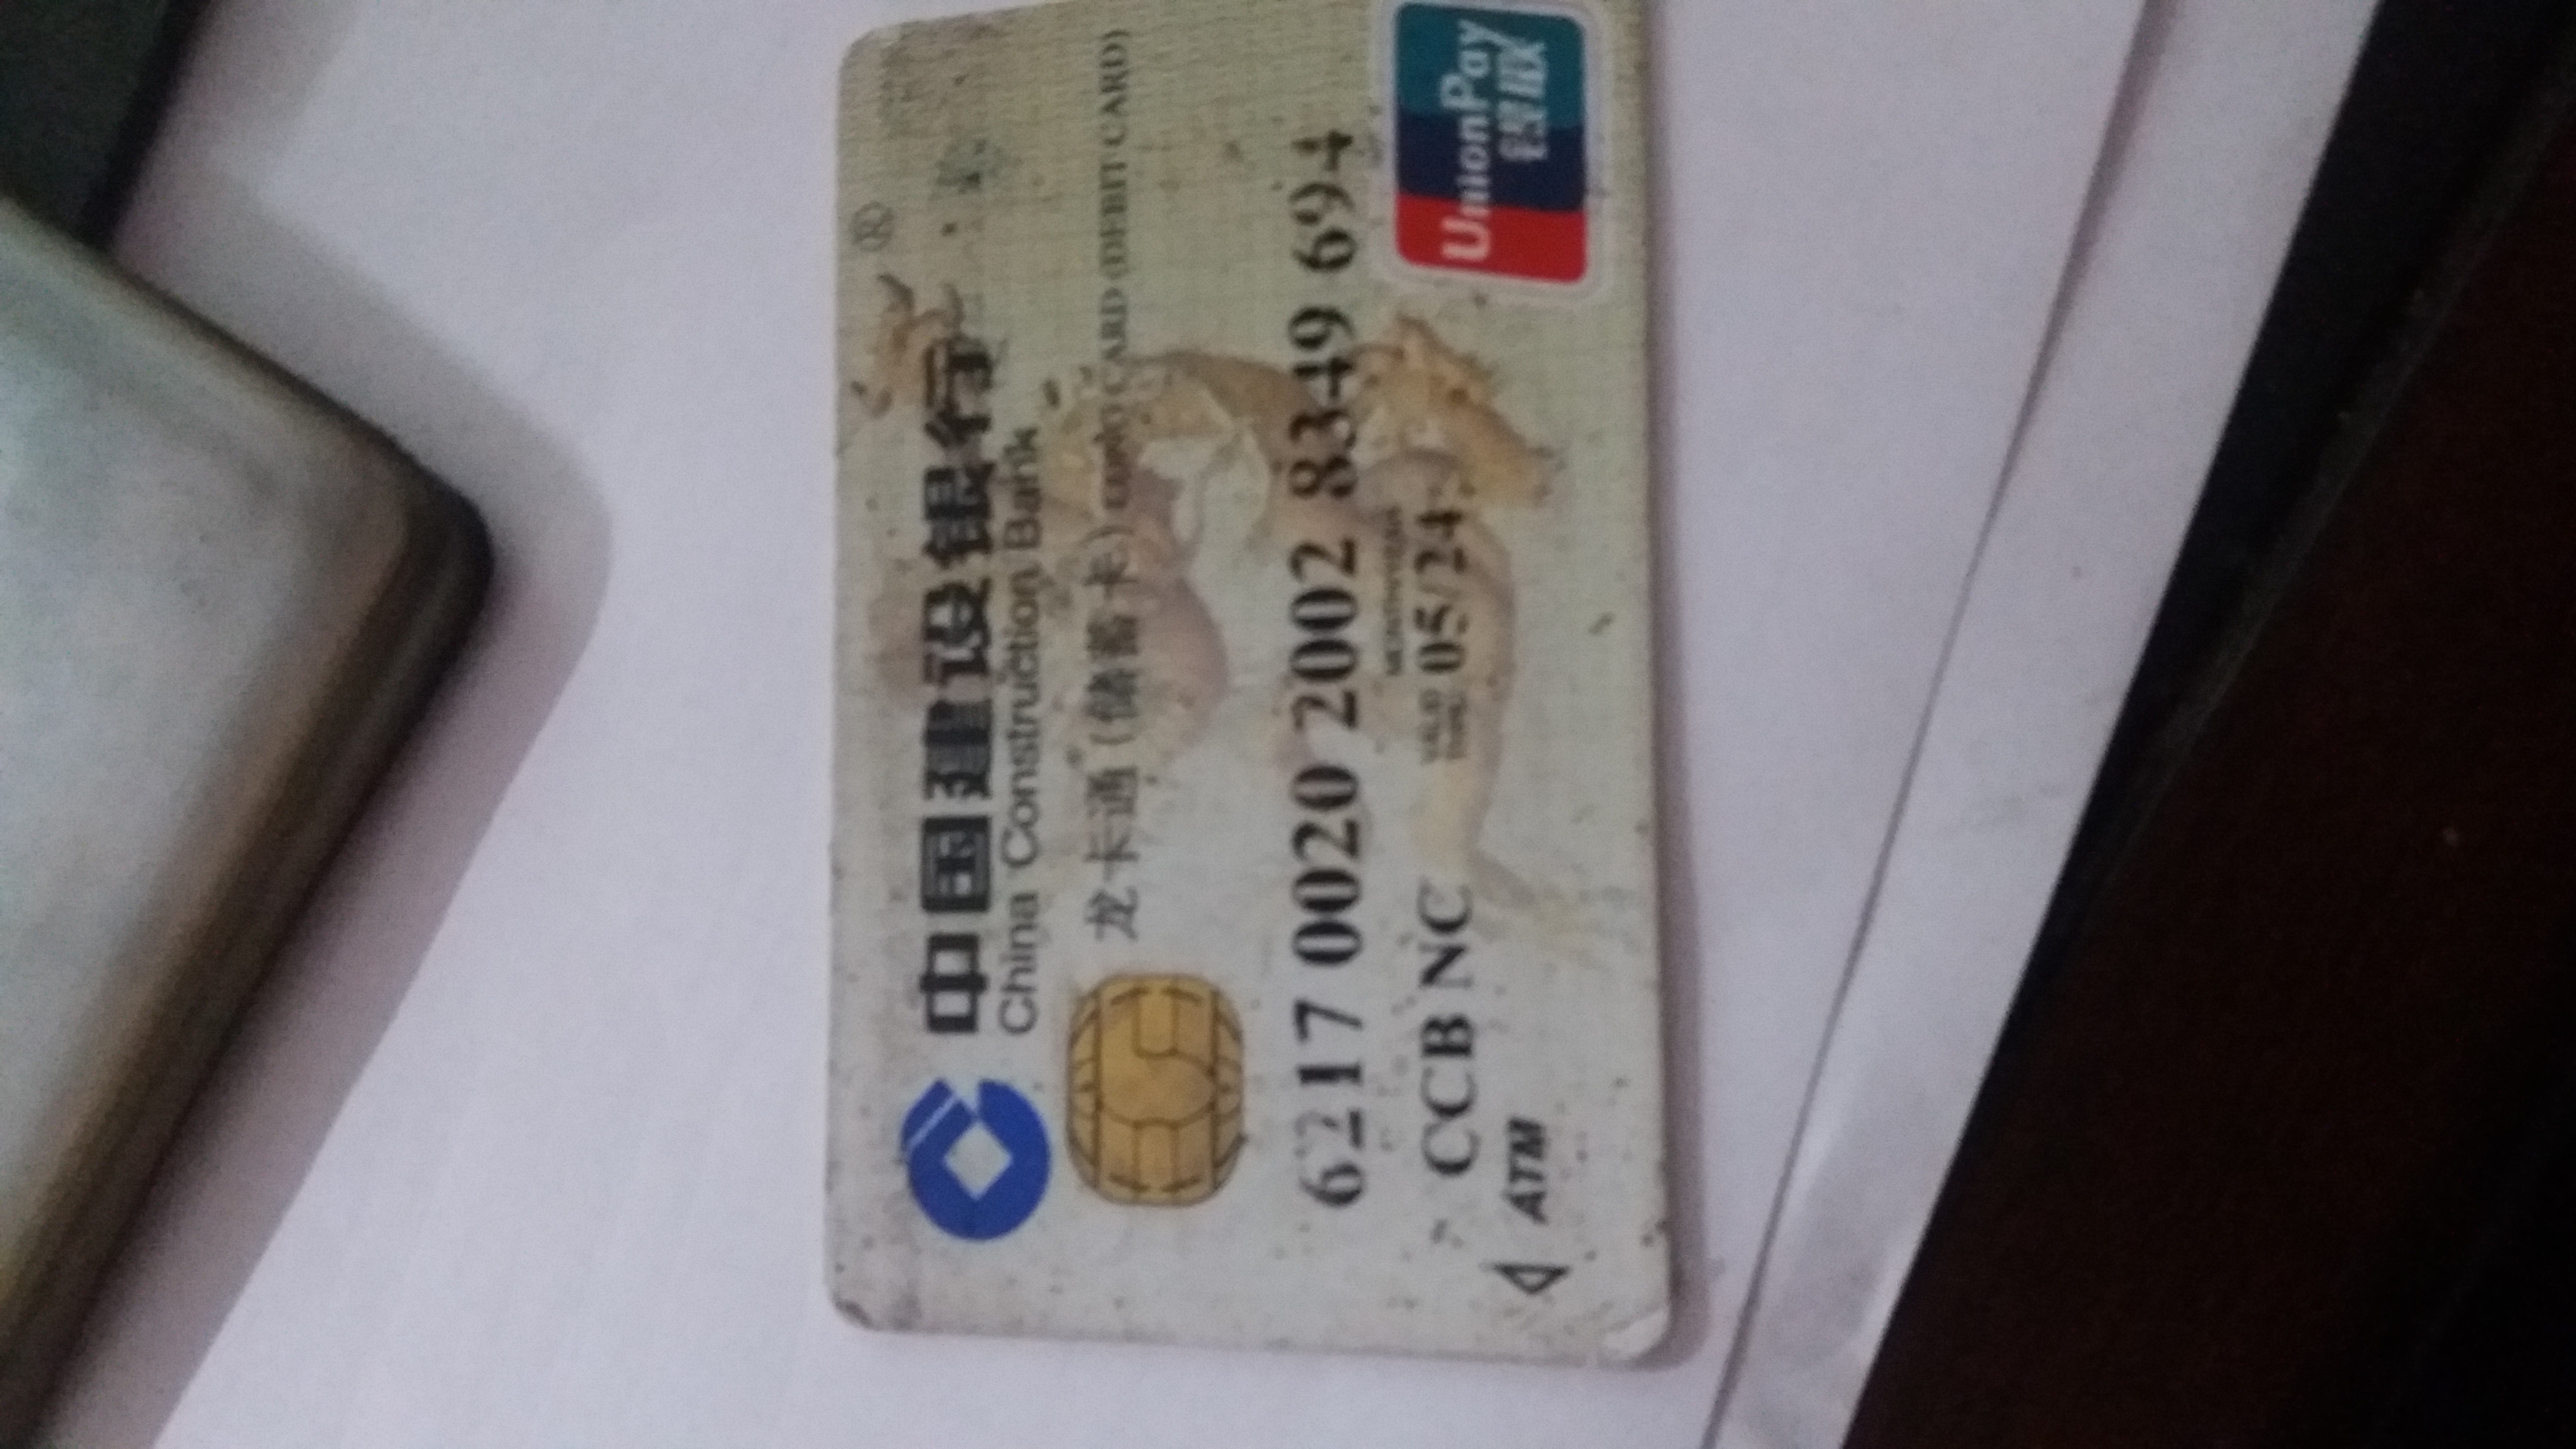 ®
中国建设银行
China Construction Bank
龙卡通(储蓄卡) LONG CARD (DEBIT CARD)
6217 0020 2002 8349 694
MONTH/YEAR
CCB NC VALID THRU 05/24
ATM
UnionPay
银联